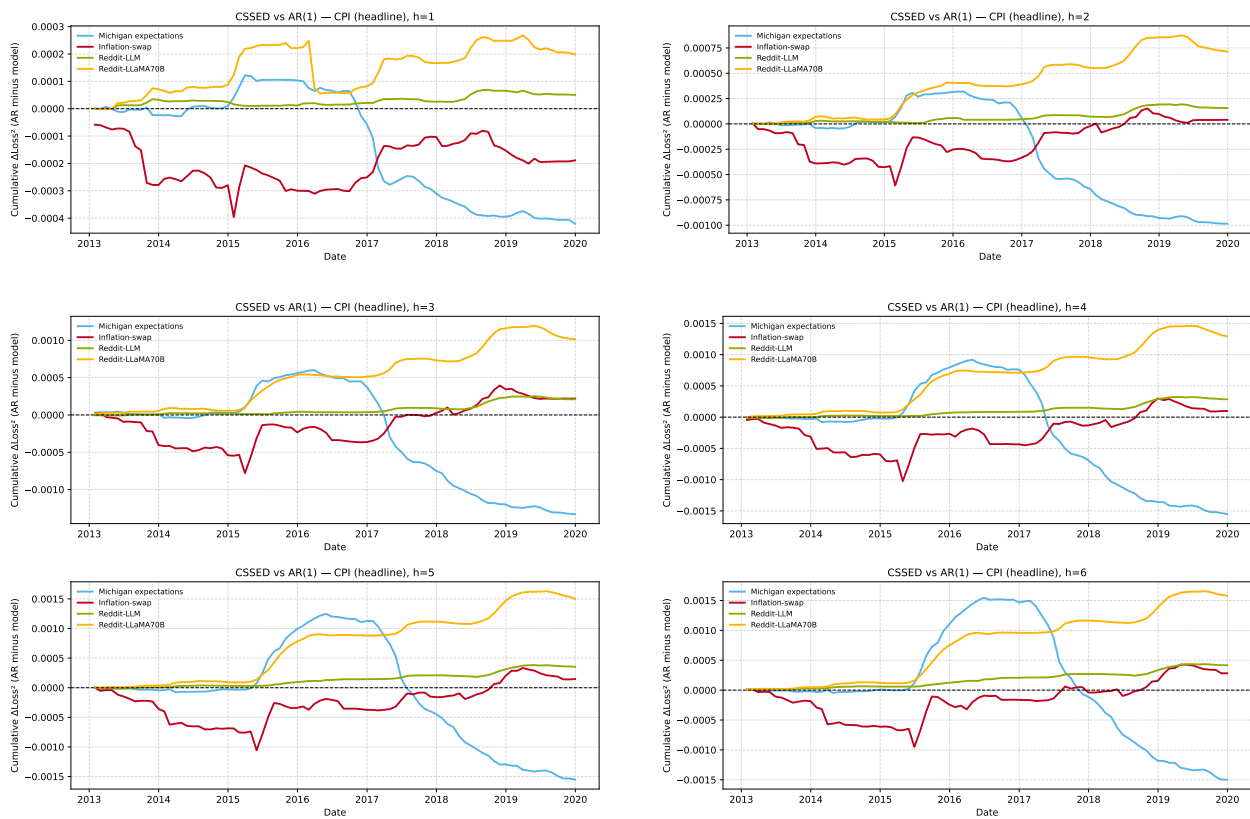 CSSED vs AR(1) — CPI (headline), h=1
Cumulative ΔLoss² (AR minus model)
0.0003
0.0002
0.0001
0.0000
−0.0001
−0.0002
−0.0003
−0.0004
Michigan expectations
Inflation-swap
Reddit-LLM
Reddit-LLaMA70B
2013 2014 2015 2016 2017 2018 2019 2020
Date
CSSED vs AR(1) — CPI (headline), h=2
Cumulative ΔLoss² (AR minus model)
0.00075
0.00050
0.00025
0.00000
−0.00025
−0.00050
−0.00075
−0.00100
Michigan expectations
Inflation-swap
Reddit-LLM
Reddit-LLaMA70B
2013 2014 2015 2016 2017 2018 2019 2020
Date
CSSED vs AR(1) — CPI (headline), h=3
Cumulative ΔLoss² (AR minus model)
0.0010
0.0005
0.0000
−0.0005
−0.0010
Michigan expectations
Inflation-swap
Reddit-LLM
Reddit-LLaMA70B
2013 2014 2015 2016 2017 2018 2019 2020
Date
CSSED vs AR(1) — CPI (headline), h=4
Cumulative ΔLoss² (AR minus model)
0.0015
0.0010
0.0005
0.0000
−0.0005
−0.0010
−0.0015
Michigan expectations
Inflation-swap
Reddit-LLM
Reddit-LLaMA70B
2013 2014 2015 2016 2017 2018 2019 2020
Date
CSSED vs AR(1) — CPI (headline), h=5
Cumulative ΔLoss² (AR minus model)
0.0015
0.0010
0.0005
0.0000
−0.0005
−0.0010
−0.0015
Michigan expectations
Inflation-swap
Reddit-LLM
Reddit-LLaMA70B
2013 2014 2015 2016 2017 2018 2019 2020
Date
CSSED vs AR(1) — CPI (headline), h=6
Cumulative ΔLoss² (AR minus model)
0.0015
0.0010
0.0005
0.0000
−0.0005
−0.0010
−0.0015
Michigan expectations
Inflation-swap
Reddit-LLM
Reddit-LLaMA70B
2013 2014 2015 2016 2017 2018 2019 2020
Date